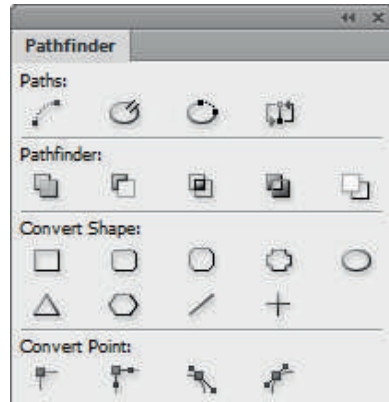 Pathfinder
Paths:
Pathfinder:
Convert Shape:
Convert Point: